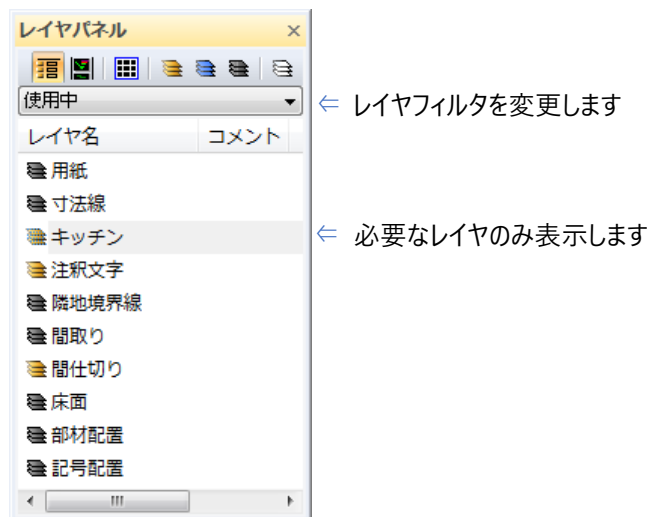 レイヤパネル
使用中
⇐ レイヤフィルタを変更します
レイヤ名 コメント
用紙
寸法線
キッチン
⇐ 必要なレイヤのみ表示します
注釈文字
隣地境界線
間取り
間仕切り
床面
部材配置
記号配置